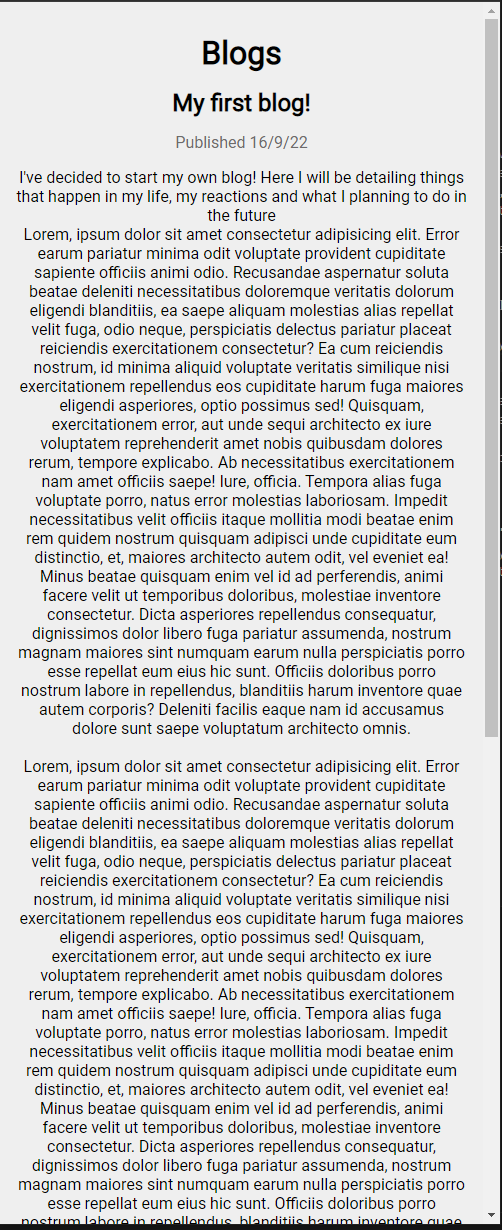 Blogs
My first blog!
Published 16/9/22
I've decided to start my own blog! Here I will be detailing things
that happen in my life, my reactions and what I planning to do in
the future
Lorem, ipsum dolor sit amet consectetur adipisicing elit. Error
earum pariatur minima odit voluptate provident cupiditate
sapiente officiis animi odio. Recusandae aspernatur soluta
beatae deleniti necessitatibus doloremque veritatis dolorum
eligendi blanditiis, ea saepe aliquam molestias alias repellat
velit fuga, odio neque, perspiciatis delectus pariatur placeat
reiciendis exercitationem consectetur? Ea cum reiciendis
nostrum, id minima aliquid voluptate veritatis similique nisi
exercitationem repellendus eos cupiditate harum fuga maiores
eligendi asperiores, optio possimus sed! Quisquam,
exercitationem error, aut unde sequi architecto ex iure
voluptatem reprehenderit amet nobis quibusdam dolores
rerum, tempore explicabo. Ab necessitatibus exercitationem
nam amet officiis saepe! Iure, officia. Tempora alias fuga
voluptate porro, natus error molestias laboriosam. Impedit
necessitatibus velit officiis itaque mollitia modi beatae enim
rem quidem nostrum quisquam adipisci unde cupiditate eum
distinctio, et, maiores architecto autem odit, vel eveniet ea!
Minus beatae quisquam enim vel id ad perferendis, animi
facere velit ut temporibus doloribus, molestiae inventore
consectetur. Dicta asperiores repellendus consequatur,
dignissimos dolor libero fuga pariatur assumenda, nostrum
magnam maiores sint numquam earum nulla perspiciatis porro
esse repellat eum eius hic sunt. Officiis doloribus porro
nostrum labore in repellendus, blanditiis harum inventore quae
autem corporis? Deleniti facilis eaque nam id accusamus
dolore sunt saepe voluptatum architecto omnis.
Lorem, ipsum dolor sit amet consectetur adipisicing elit. Error
earum pariatur minima odit voluptate provident cupiditate
sapiente officiis animi odio. Recusandae aspernatur soluta
beatae deleniti necessitatibus doloremque veritatis dolorum
eligendi blanditiis, ea saepe aliquam molestias alias repellat
velit fuga, odio neque, perspiciatis delectus pariatur placeat
reiciendis exercitationem consectetur? Ea cum reiciendis
nostrum, id minima aliquid voluptate veritatis similique nisi
exercitationem repellendus eos cupiditate harum fuga maiores
eligendi asperiores, optio possimus sed! Quisquam,
exercitationem error, aut unde sequi architecto ex iure
voluptatem reprehenderit amet nobis quibusdam dolores
rerum, tempore explicabo. Ab necessitatibus exercitationem
nam amet officiis saepe! Iure, officia. Tempora alias fuga
voluptate porro, natus error molestias laboriosam. Impedit
necessitatibus velit officiis itaque mollitia modi beatae enim
rem quidem nostrum quisquam adipisci unde cupiditate eum
distinctio, et, maiores architecto autem odit, vel eveniet ea!
Minus beatae quisquam enim vel id ad perferendis, animi
facere velit ut temporibus doloribus, molestiae inventore
consectetur. Dicta asperiores repellendus consequatur,
dignissimos dolor libero fuga pariatur assumenda, nostrum
magnam maiores sint numquam earum nulla perspiciatis porro
esse repellat eum eius hic sunt. Officiis doloribus porro
nostrum labore in repellendus, blanditiis harum inventore quae